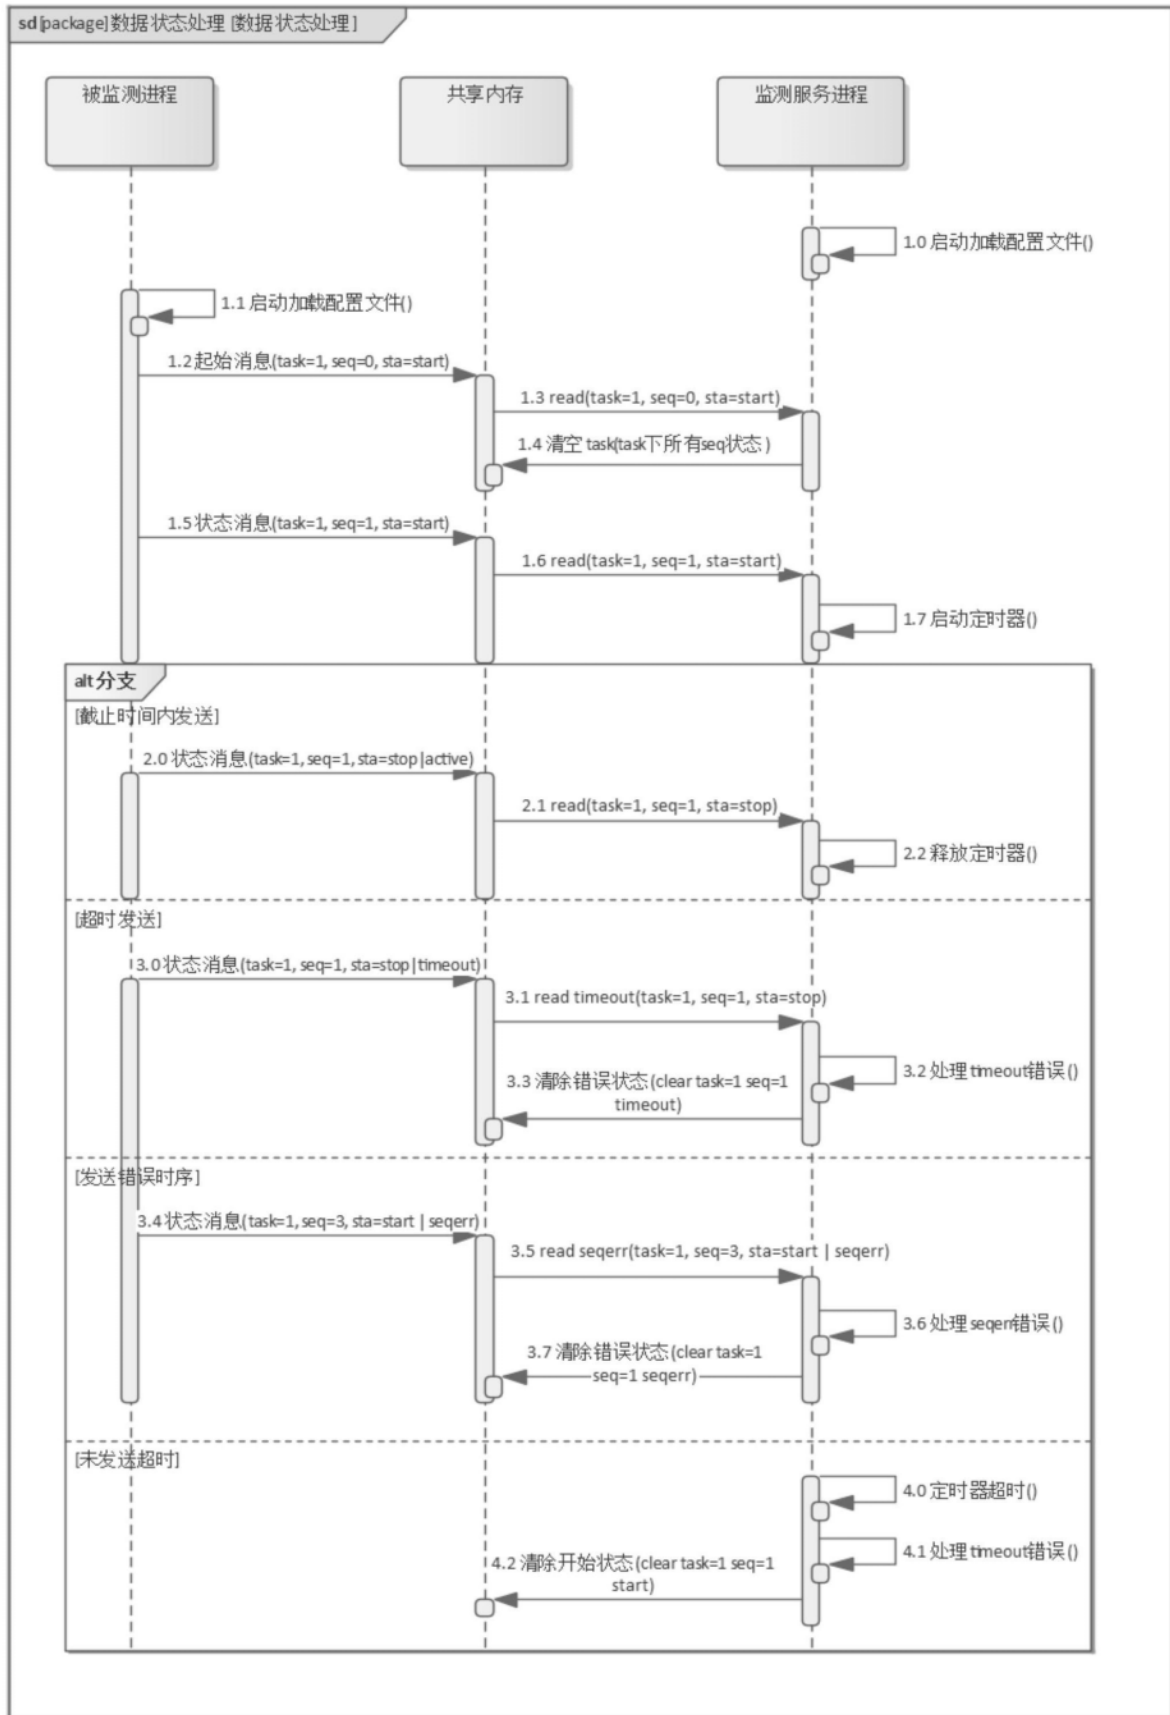 sd [package] 数据状态处理 [数据状态处理]
被监测进程
共享内存
监测服务进程
1.0 启动加载配置文件()
1.1 启动加载配置文件()
1.2 起始消息(task=1, seq=0, sta=start)
1.3 read(task=1, seq=0, sta=start)
1.4 清空 task(task下所有seq状态)
1.5 状态消息(task=1, seq=1, sta=start)
1.6 read(task=1, seq=1, sta=start)
1.7 启动定时器()
alt 分支
[截止时间内发送]
2.0 状态消息(task=1, seq=1, sta=stop|active)
2.1 read(task=1, seq=1, sta=stop)
2.2 释放定时器()
[超时发送]
3.0 状态消息(task=1, seq=1, sta=stop|timeout)
3.1 read timeout(task=1, seq=1, sta=stop)
3.2 处理 timeout错误()
3.3 清除错误状态(clear task=1 seq=1
timeout)
[发送错误时序]
3.4 状态消息(task=1, seq=3, sta=start | seqerr)
3.5 read seqerr(task=1, seq=3, sta=start | seqerr)
3.6 处理 seqerr错误()
3.7 清除错误状态(clear task=1
seq=1 seqerr)
[未发送超时]
4.0 定时器超时()
4.1 处理 timeout错误()
4.2 清除开始状态(clear task=1 seq=1
start)